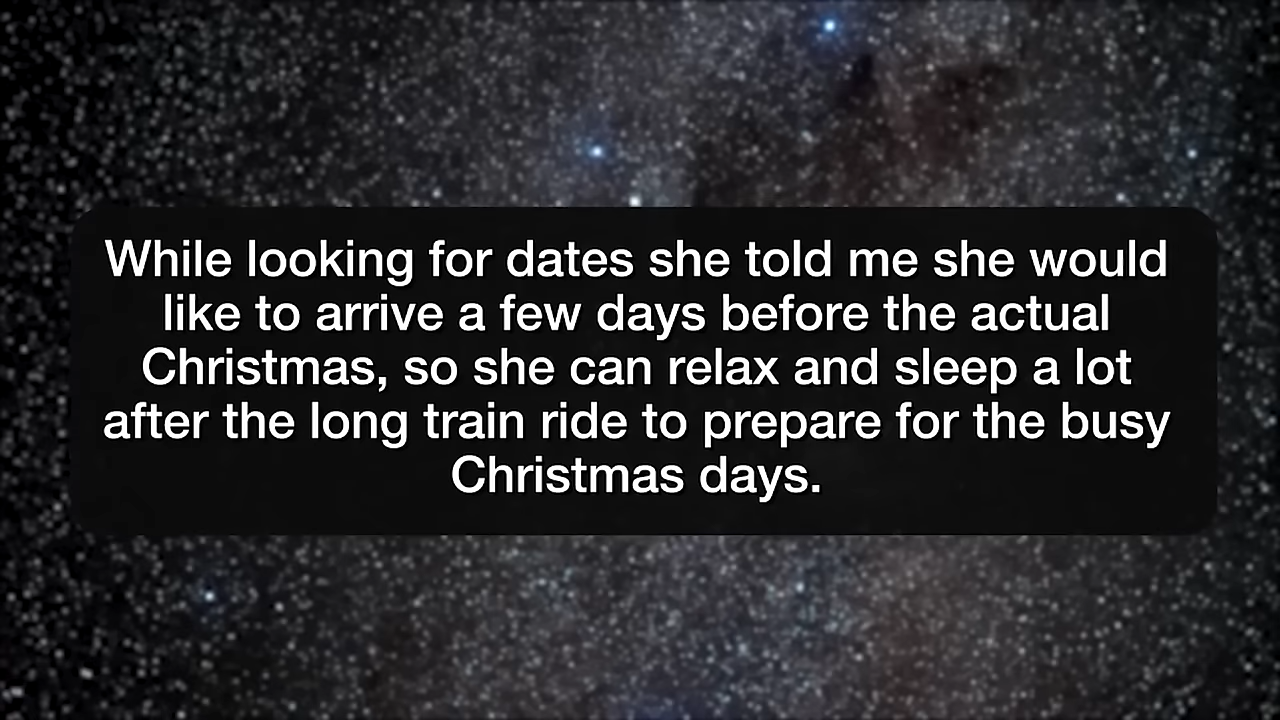 While looking for dates she told me she would
like to arrive a few days before the actual
Christmas, so she can relax and sleep a lot
after the long train ride to prepare for the busy
Christmas days.